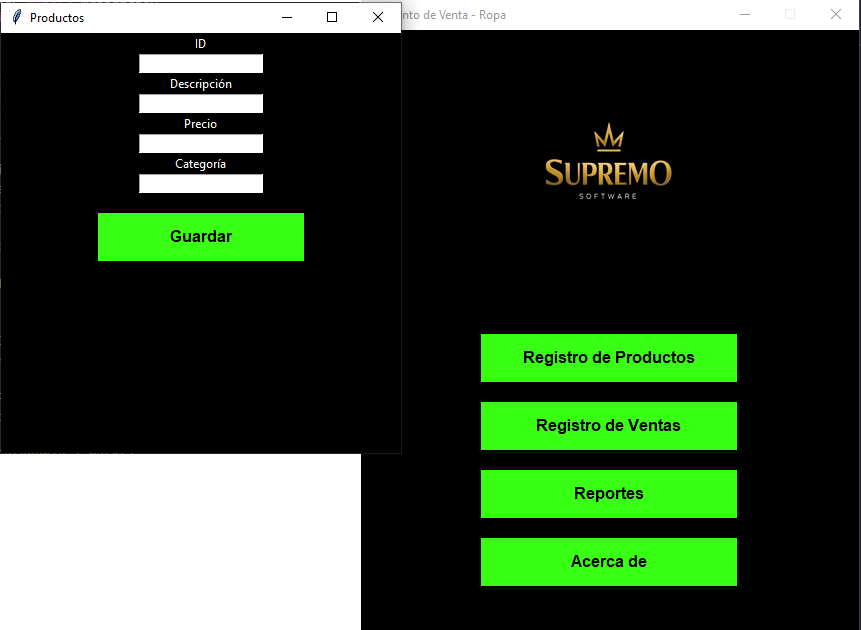 Productos
ID
Descripción
Precio
Categoría
Guardar
nto de Venta - Ropa
SUPREMO
SOFTWARE
Registro de Productos
Registro de Ventas
Reportes
Acerca de